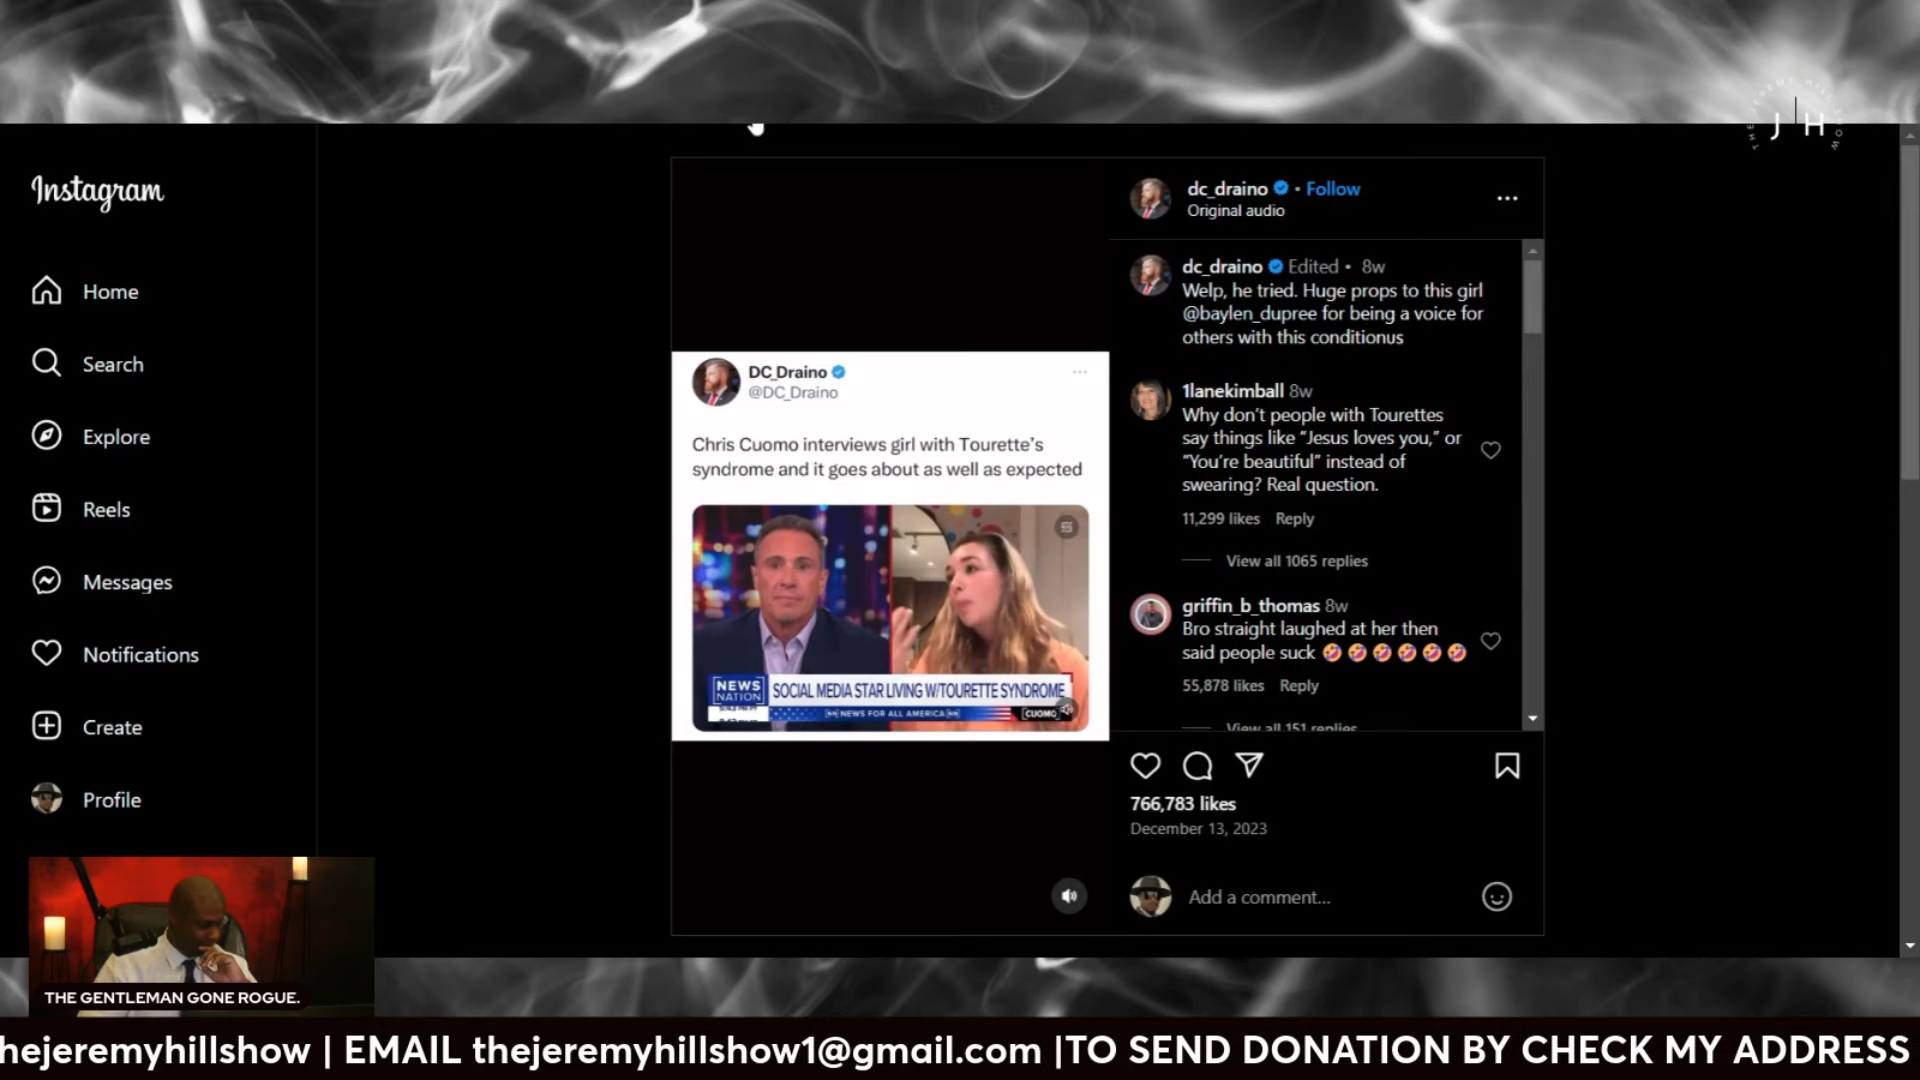 THE JEREMY HILL SHOW
J H
Instagram
Home
Search
Explore
Reels
Messages
Notifications
Create
Profile
DC_Draino
@DC_Draino
Chris Cuomo interviews girl with Tourette's
syndrome and it goes about as well as expected
NEWS
NATION
SOCIAL MEDIA STAR LIVING W/TOURETTE SYNDROME
NEWS FOR ALL AMERICA
CUOMO
dc_draino • Follow
Original audio
dc_draino Edited • 8w
Welp, he tried. Huge props to this girl
@baylen_dupree for being a voice for
others with this conditionus
1lanekimball 8w
Why don't people with Tourettes
say things like "Jesus loves you," or
"You're beautiful" instead of
swearing? Real question.
11,299 likes Reply
View all 1065 replies
griffin_b_thomas 8w
Bro straight laughed at her then
said people suck 🤣🤣🤣🤣🤣🤣
55,878 likes Reply
View all 151 replies
766,783 likes
December 13, 2023
Add a comment...
THE GENTLEMAN GONE ROGUE.
hejeremyhillshow | EMAIL thejeremyhillshow1@gmail.com |TO SEND DONATION BY CHECK MY ADDRESS